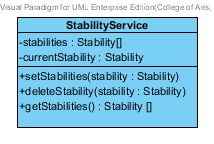 Visual Paradigm for UML Enterprise Edition(College of Arts,
StabilityService
-stabilities : Stability[]
-currentStability : Stability
+setStabilities(stability : Stability)
+deleteStability(stability : Stability)
+getStabilities() : Stability []